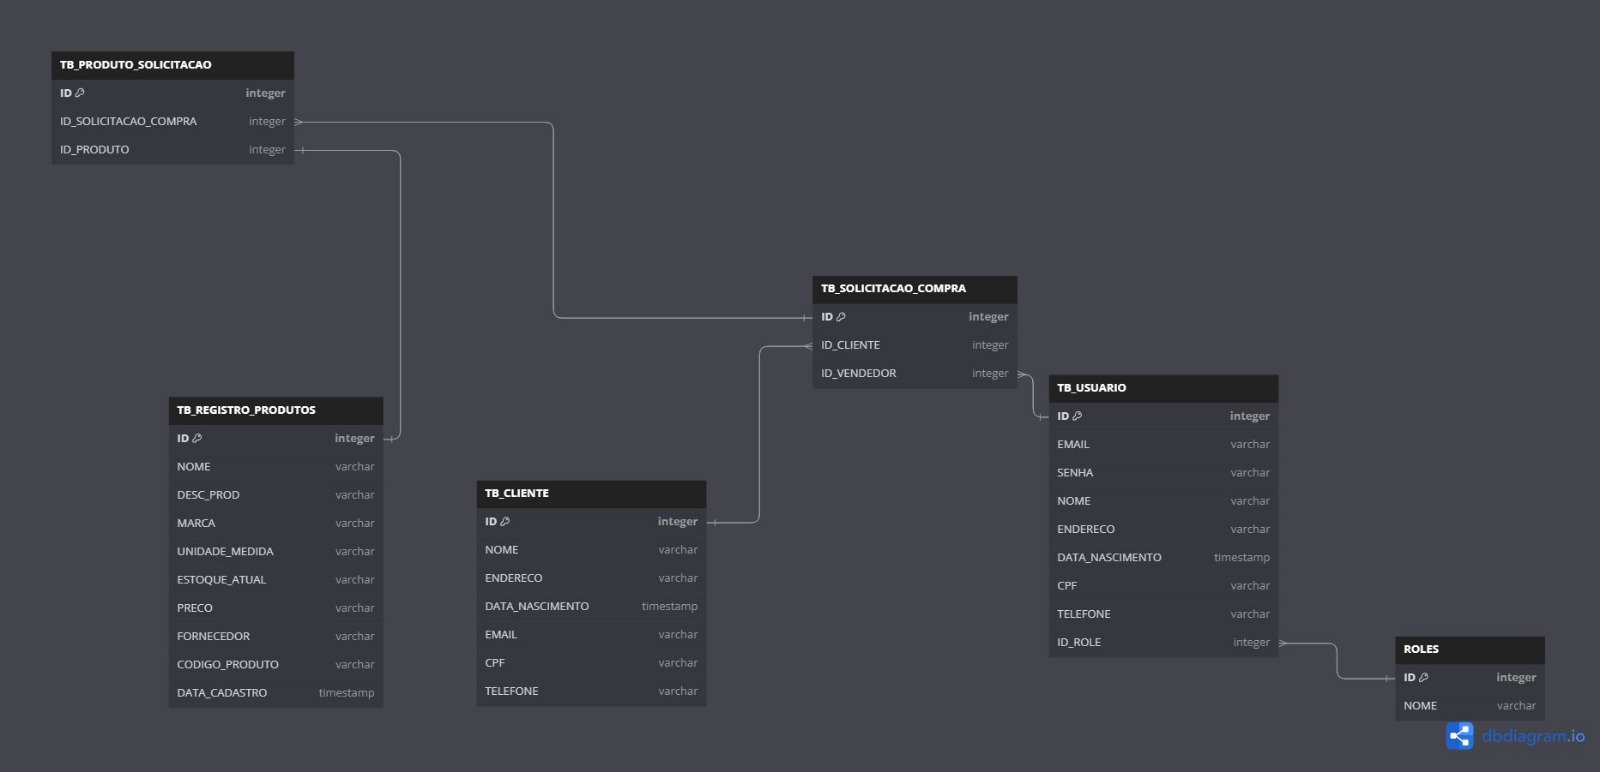 TB_PRODUTO_SOLICITACAO
ID integer
ID_SOLICITACAO_COMPRA integer
ID_PRODUTO integer
TB_SOLICITACAO_COMPRA
ID integer
ID_CLIENTE integer
ID_VENDEDOR integer
TB_USUARIO
ID integer
EMAIL varchar
SENHA varchar
NOME varchar
ENDERECO varchar
DATA_NASCIMENTO timestamp
CPF varchar
TELEFONE varchar
ID_ROLE integer
TB_REGISTRO_PRODUTOS
ID integer
NOME varchar
DESC_PROD varchar
MARCA varchar
UNIDADE_MEDIDA varchar
ESTOQUE_ATUAL varchar
PRECO varchar
FORNECEDOR varchar
CODIGO_PRODUTO varchar
DATA_CADASTRO timestamp
TB_CLIENTE
ID integer
NOME varchar
ENDERECO varchar
DATA_NASCIMENTO timestamp
EMAIL varchar
CPF varchar
TELEFONE varchar
ROLES
ID integer
NOME varchar
dbdiagram.io